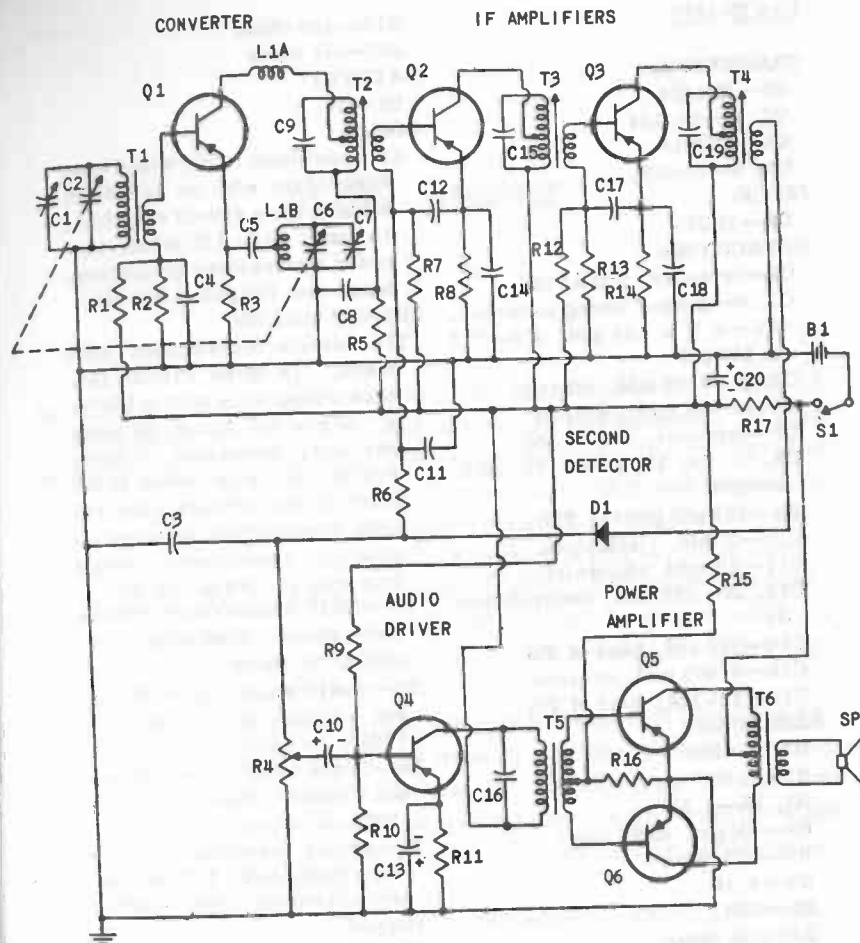 CONVERTER IF AMPLIFIERS
L1A
Q1 T2 Q2 T3 Q3 T4
C9 C15 C19
C2 T1
C1
C12 C17
L1B C6 C7
C5
R12
R1 R2 C4 R3 R7 R8 C14 R13 R14 C18
C8
R5
B1
+
C20
-
R17 S1
SECOND
DETECTOR
C11
R6
C3 D1
AUDIO
DRIVER
POWER
AMPLIFIER
R15
R9
Q4 Q5
T5 T6 SP
+ C10 -
R4 C16 R16
R10 - C13 + R11
Q6